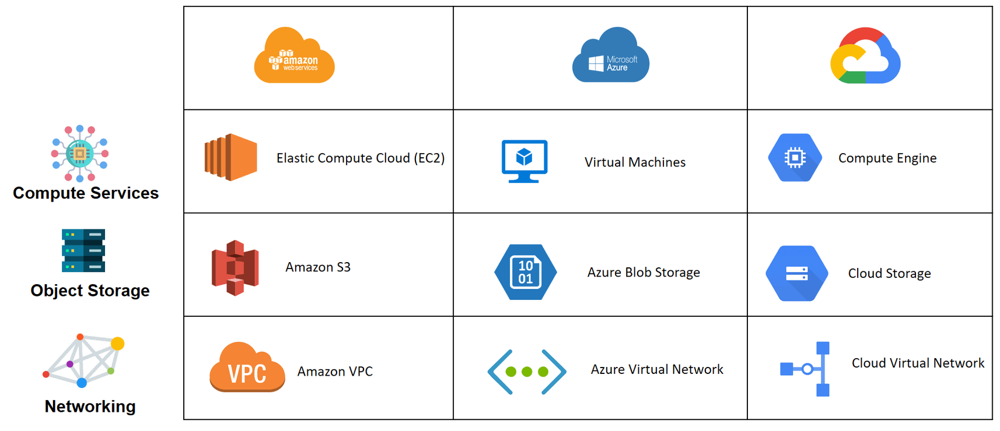 amazon
web services
Microsoft
Azure
Compute Services
Elastic Compute Cloud (EC2)
Virtual Machines
Compute Engine
Object Storage
Amazon S3
10
01
Azure Blob Storage
Cloud Storage
Networking
VPC
Amazon VPC
Azure Virtual Network
Cloud Virtual Network